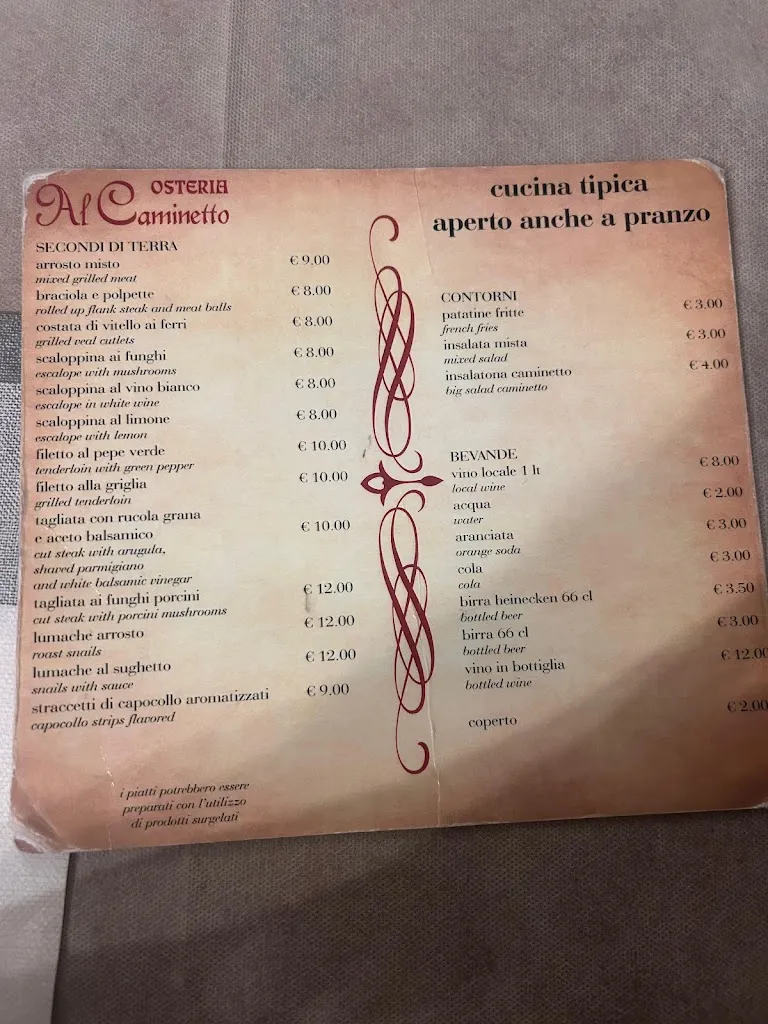 OSTERIA
Al Caminetto
SECONDI DI TERRA
arrosto misto € 9,00
mixed grilled meat
braciola e polpette € 8.00
rolled up flank steak and meat balls
costata di vitello ai ferri € 8.00
grilled veal cutlets
scaloppina ai funghi € 8.00
escalope with mushrooms
scaloppina al vino bianco € 8.00
escalope in white wine
scaloppina al limone € 8.00
escalope with lemon
filetto al pepe verde € 10.00
tenderloin with green pepper
filetto alla griglia € 10.00
grilled tenderloin
tagliata con rucola grana
e aceto balsamico € 10.00
cut steak with arugula,
shaved parmigiano
and white balsamic vinegar
tagliata ai funghi porcini € 12.00
cut steak with porcini mushrooms
lumache arrosto € 12.00
roast snails
lumache al sughetto € 12.00
snails with sauce
straccetti di capocollo aromatizzati € 9.00
capocollo strips flavored
i piatti potrebbero essere
preparati con l'utilizzo
di prodotti surgelati
cucina tipica
aperto anche a pranzo
CONTORNI
patatine fritte € 3.00
french fries
insalata mista € 3.00
mixed salad
insalatona caminetto € 4.00
big salad caminetto
BEVANDE
vino locale 1 lt € 8.00
local wine
acqua € 2.00
water
aranciata € 3.00
orange soda
cola € 3.00
cola
birra heinecken 66 cl € 3.50
bottled beer
birra 66 cl € 3.00
bottled beer
vino in bottiglia € 12.00
bottled wine
coperto € 2.00